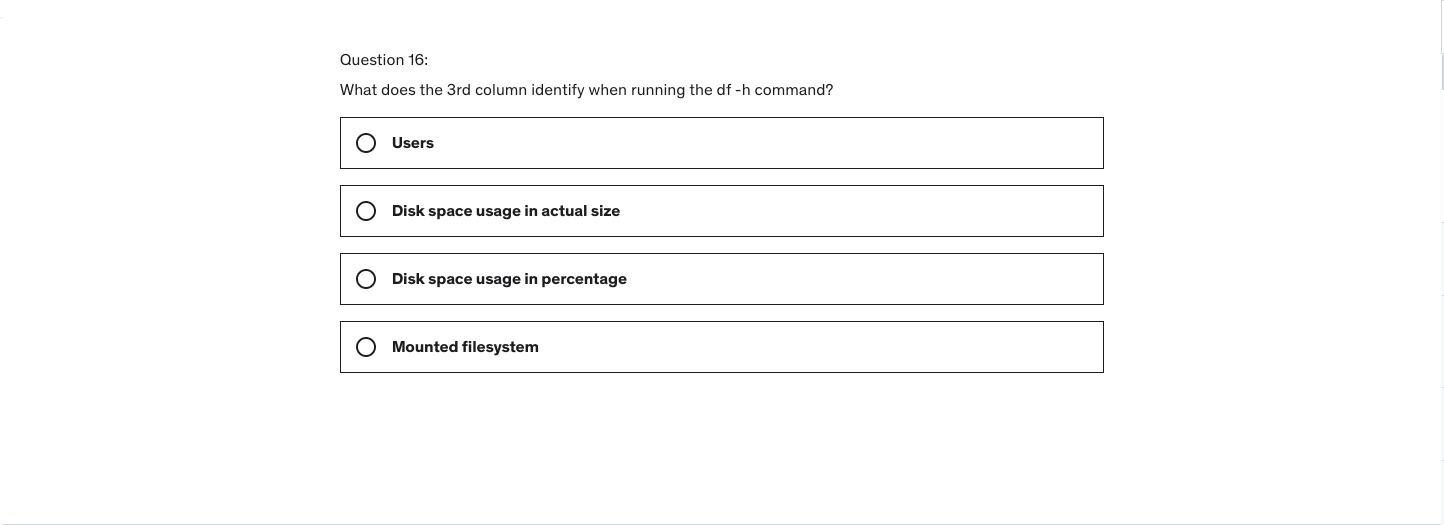 Question 16:
What does the 3rd column identify when running the df -h command?
Users
Disk space usage in actual size
Disk space usage in percentage
Mounted filesystem